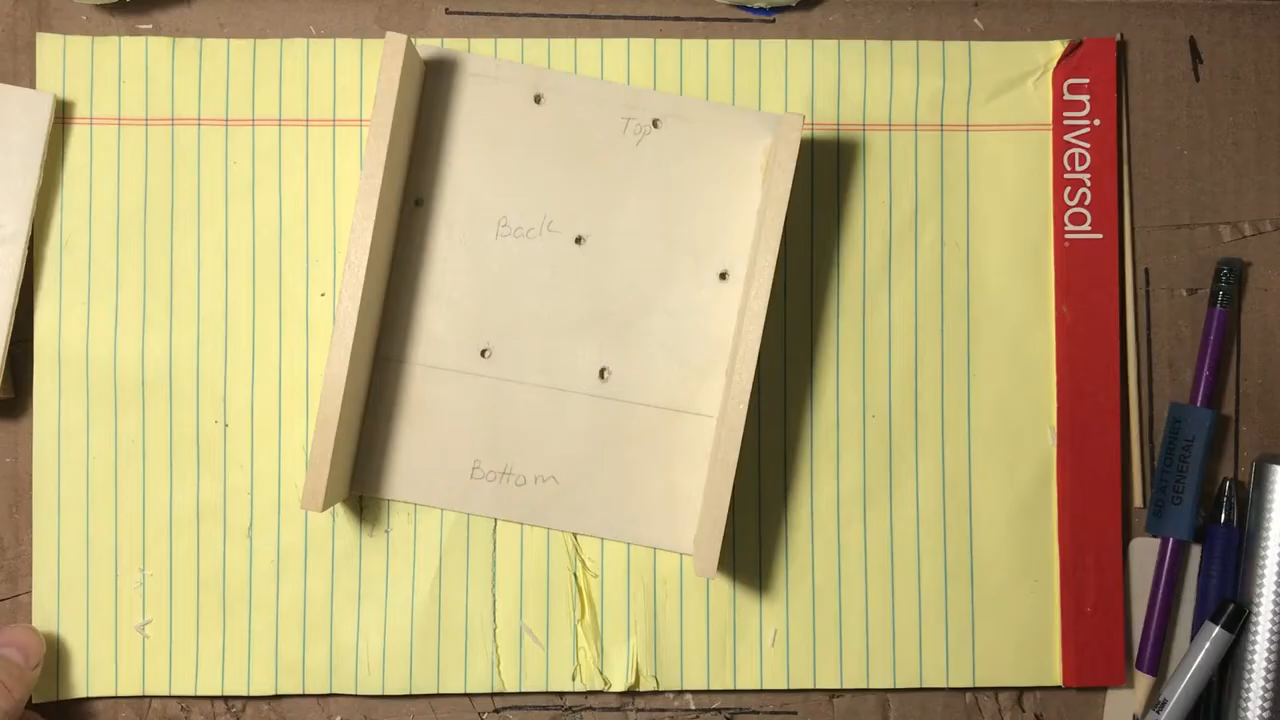 Top
Back
Bottom
universal
SD ATTORNEY
GENERAL